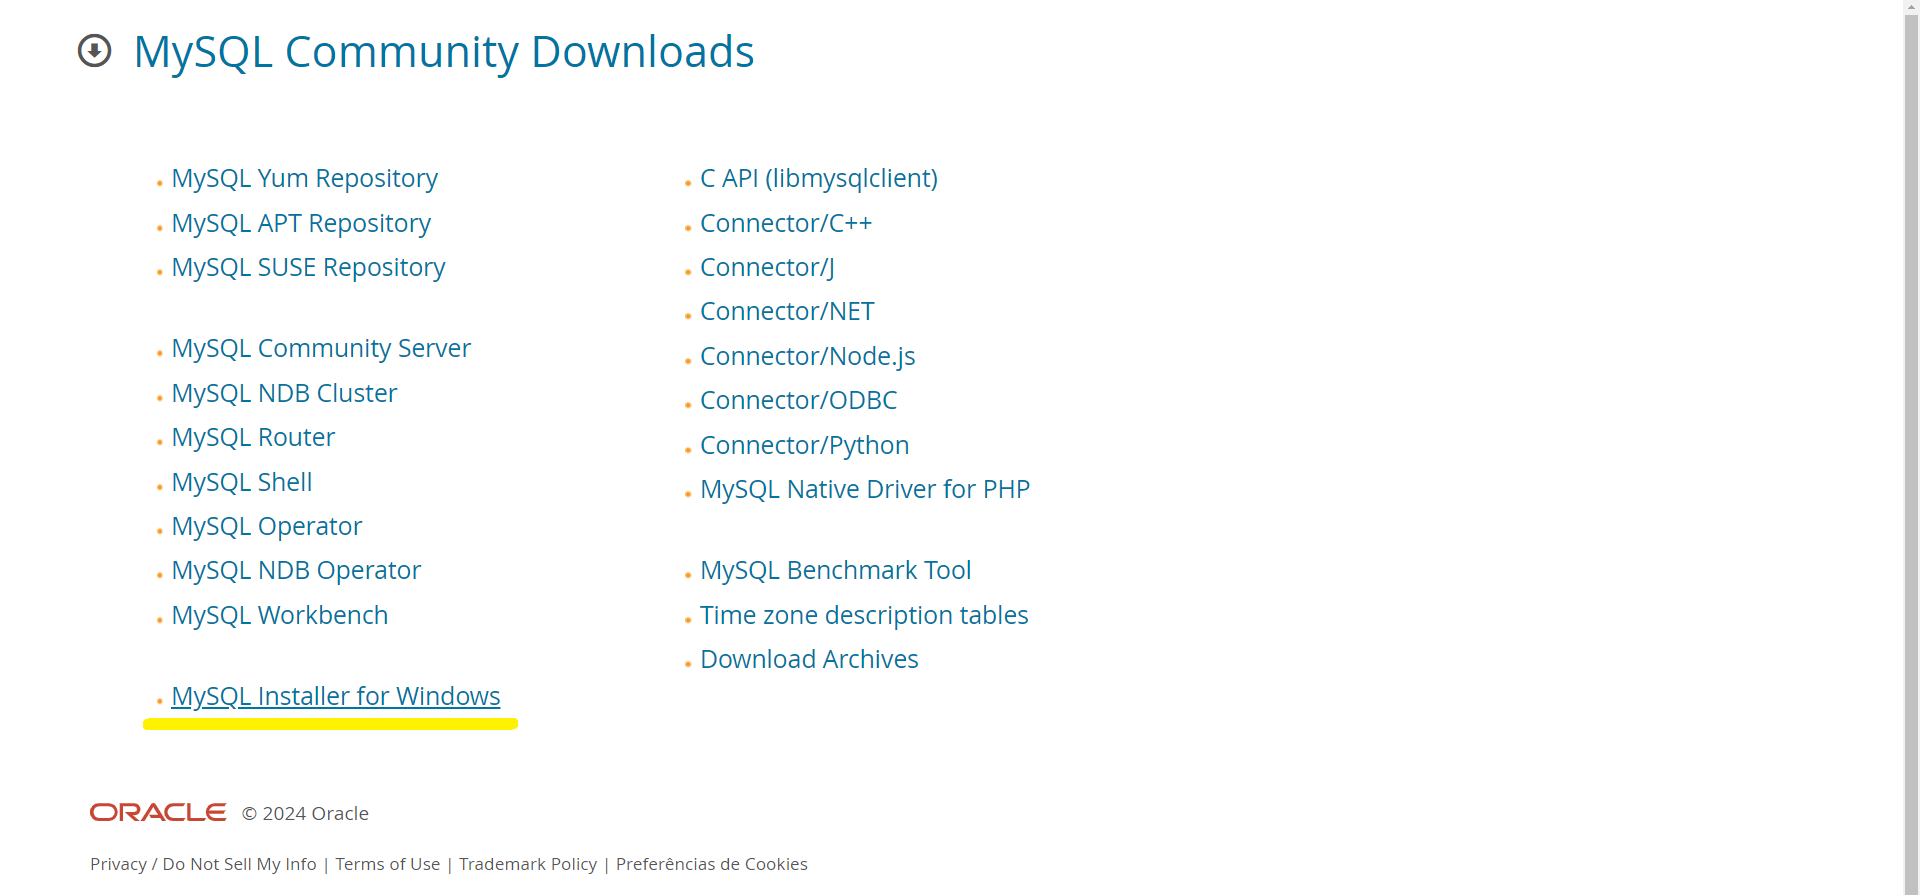 MySQL Community Downloads
MySQL Yum Repository
MySQL APT Repository
MySQL SUSE Repository
MySQL Community Server
MySQL NDB Cluster
MySQL Router
MySQL Shell
MySQL Operator
MySQL NDB Operator
MySQL Workbench
MySQL Installer for Windows
C API (libmysqlclient)
Connector/C++
Connector/J
Connector/NET
Connector/Node.js
Connector/ODBC
Connector/Python
MySQL Native Driver for PHP
MySQL Benchmark Tool
Time zone description tables
Download Archives
ORACLE © 2024 Oracle
Privacy / Do Not Sell My Info | Terms of Use | Trademark Policy | Preferências de Cookies